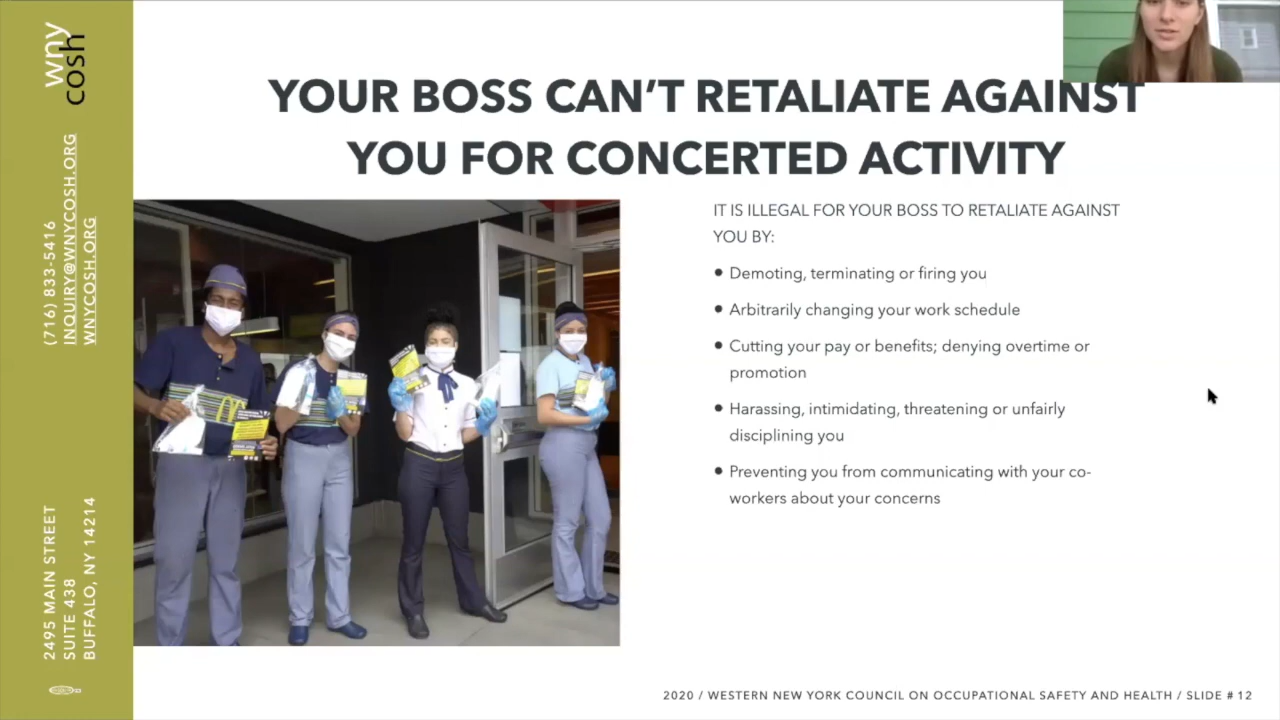 wny
cosh
(716) 833-5416
INQUIRY@WNYCOSH.ORG
WNYCOSH.ORG
2495 MAIN STREET
SUITE 438
BUFFALO, NY 14214
YOUR BOSS CAN’T RETALIATE AGAINST
YOU FOR CONCERTED ACTIVITY
IT IS ILLEGAL FOR YOUR BOSS TO RETALIATE AGAINST
YOU BY:
• Demoting, terminating or firing you
• Arbitrarily changing your work schedule
• Cutting your pay or benefits; denying overtime or
promotion
• Harassing, intimidating, threatening or unfairly
disciplining you
• Preventing you from communicating with your co-
workers about your concerns
2020 / WESTERN NEW YORK COUNCIL ON OCCUPATIONAL SAFETY AND HEALTH / SLIDE # 12